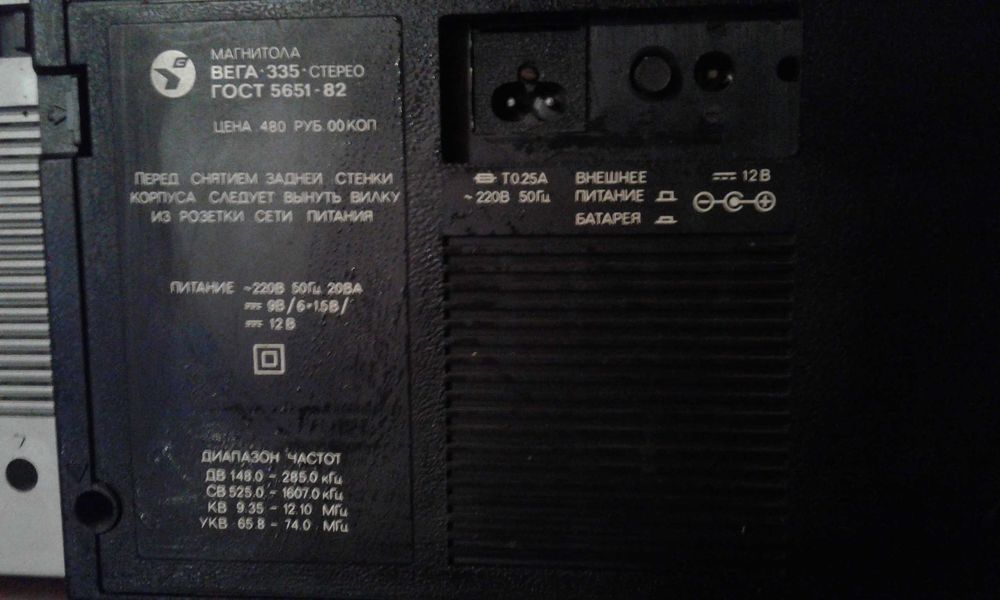 МАГНИТОЛА
ВЕГА·335·СТЕРЕО
ГОСТ 5651-82
ЦЕНА 480 РУБ. 00 КОП
ПЕРЕД СНЯТИЕМ ЗАДНЕЙ СТЕНКИ
КОРПУСА СЛЕДУЕТ ВЫНУТЬ ВИЛКУ
ИЗ РОЗЕТКИ СЕТИ ПИТАНИЯ
ПИТАНИЕ ~220В 50Гц 20ВА
9В/6×1.5В/
12В
ДИАПАЗОН ЧАСТОТ
ДВ 148.0 - 285.0 кГц
СВ 525.0 - 1607.0 кГц
КВ 9.35 - 12.10 МГц
УКВ 65.8 - 74.0 МГц
Т0.25А
~220В 50Гц
ВНЕШНЕЕ
ПИТАНИЕ
БАТАРЕЯ
12В